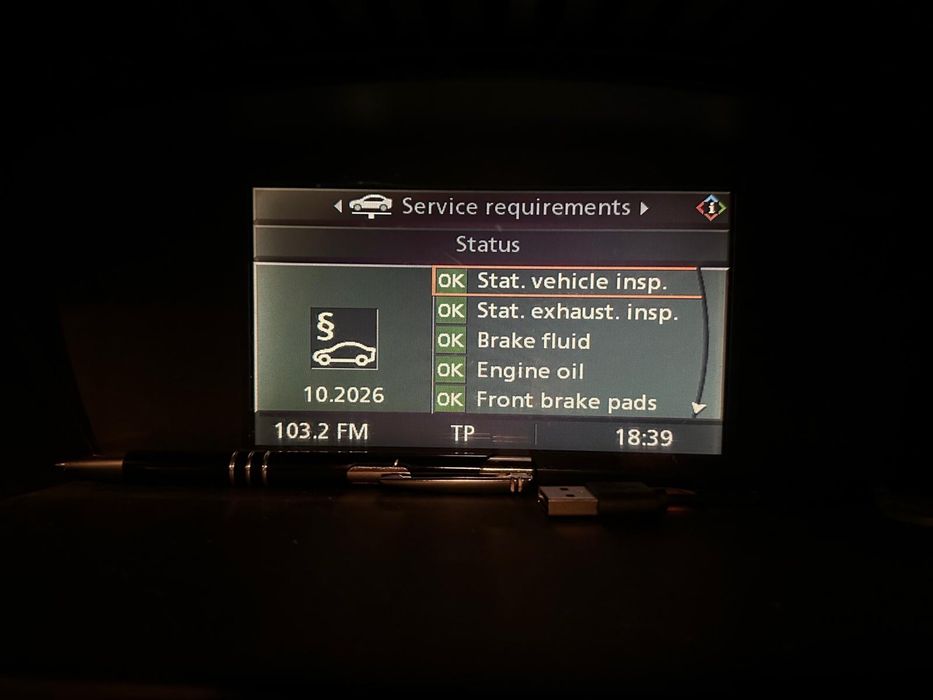 Service requirements
Status
OK Stat. vehicle insp.
OK Stat. exhaust. insp.
OK Brake fluid
OK Engine oil
OK Front brake pads
§
10.2026
103.2 FM TP 18:39